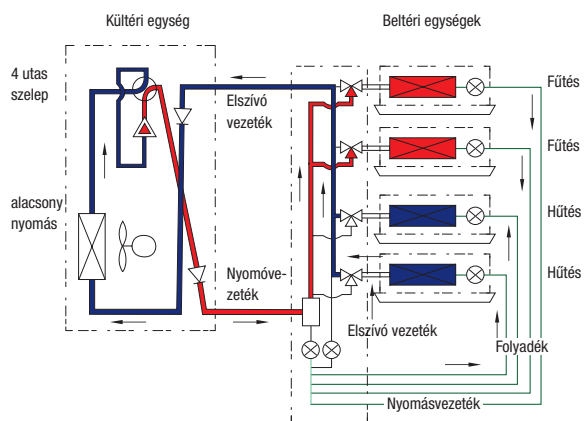 Kültéri egység
Beltéri egységek
4 utas
szelep
Elszívó
vezeték
Fűtés
Fűtés
alacsony
nyomás
Hűtés
Nyomóve-
zeték
Hűtés
Elszívó vezeték
Folyadék
Nyomásvezeték